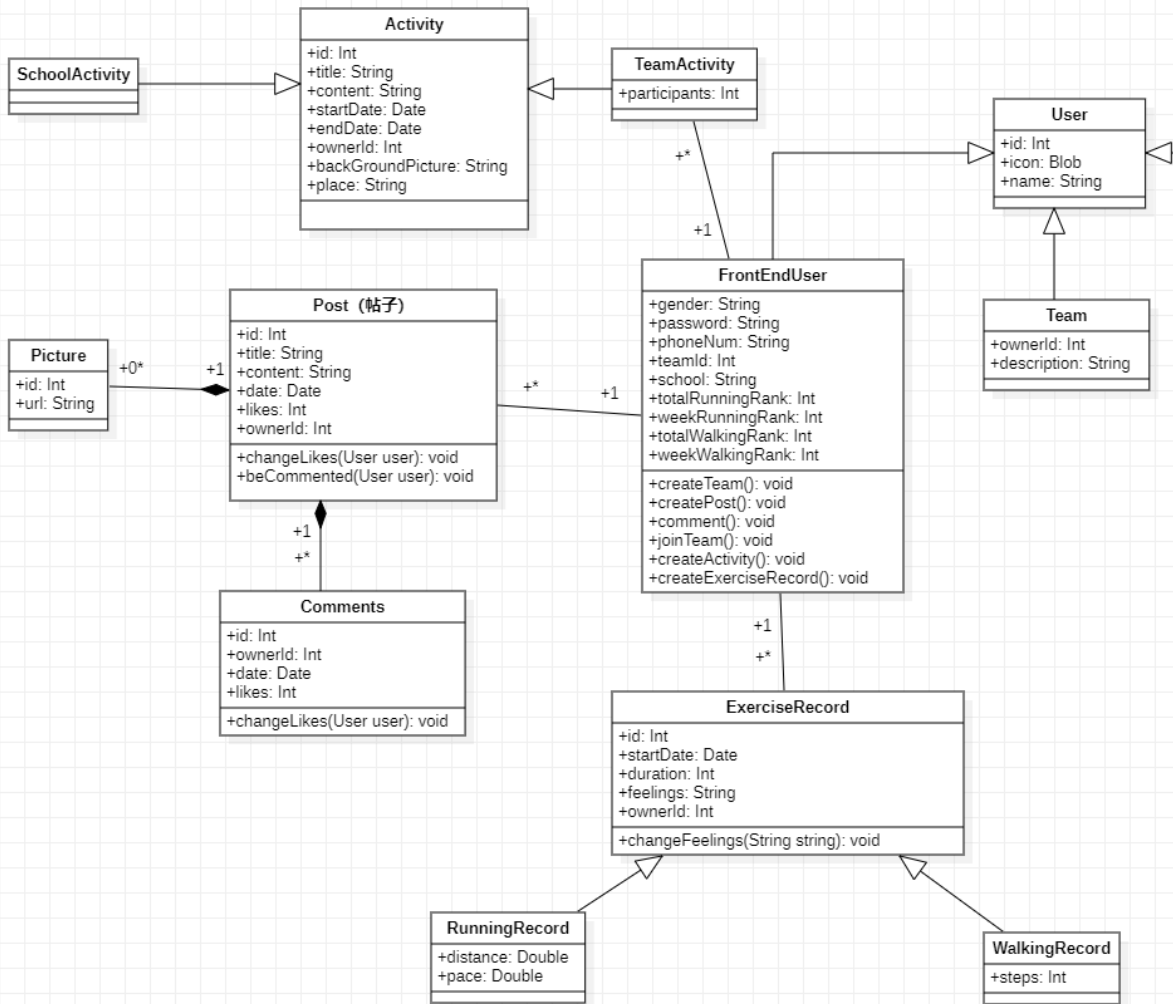 Activity
+id: Int
+title: String
+content: String
+startDate: Date
+endDate: Date
+ownerId: Int
+backGroundPicture: String
+place: String
SchoolActivity
TeamActivity
+participants: Int
User
+id: Int
+icon: Blob
+name: String
+*
+1
FrontEndUser
+gender: String
+password: String
+phoneNum: String
+teamId: Int
+school: String
+totalRunningRank: Int
+weekRunningRank: Int
+totalWalkingRank: Int
+weekWalkingRank: Int
+createTeam(): void
+createPost(): void
+comment(): void
+joinTeam(): void
+createActivity(): void
+createExerciseRecord(): void
Team
+ownerId: Int
+description: String
Post（帖子）
+id: Int
+title: String
+content: String
+date: Date
+likes: Int
+ownerId: Int
+changeLikes(User user): void
+beCommented(User user): void
Picture
+id: Int
+url: String
+0*
+1
+*
+1
+1
+*
Comments
+id: Int
+ownerId: Int
+date: Date
+likes: Int
+changeLikes(User user): void
+1
+*
ExerciseRecord
+id: Int
+startDate: Date
+duration: Int
+feelings: String
+ownerId: Int
+changeFeelings(String string): void
RunningRecord
+distance: Double
+pace: Double
WalkingRecord
+steps: Int